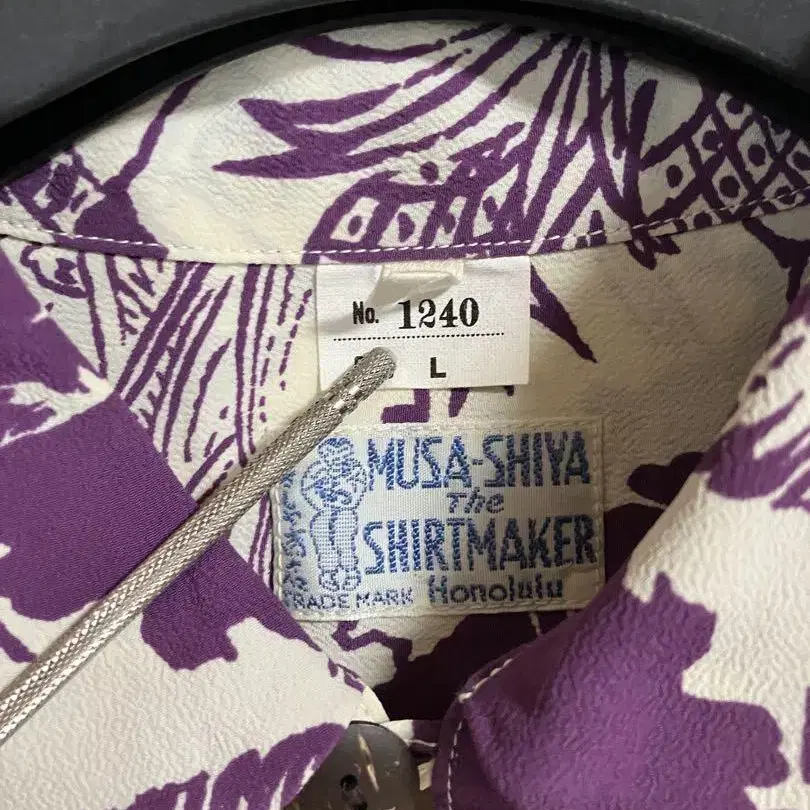 No. 1240
L
MUSA-SHIYA
The
SHIRTMAKER
TRADE MARK Honolulu